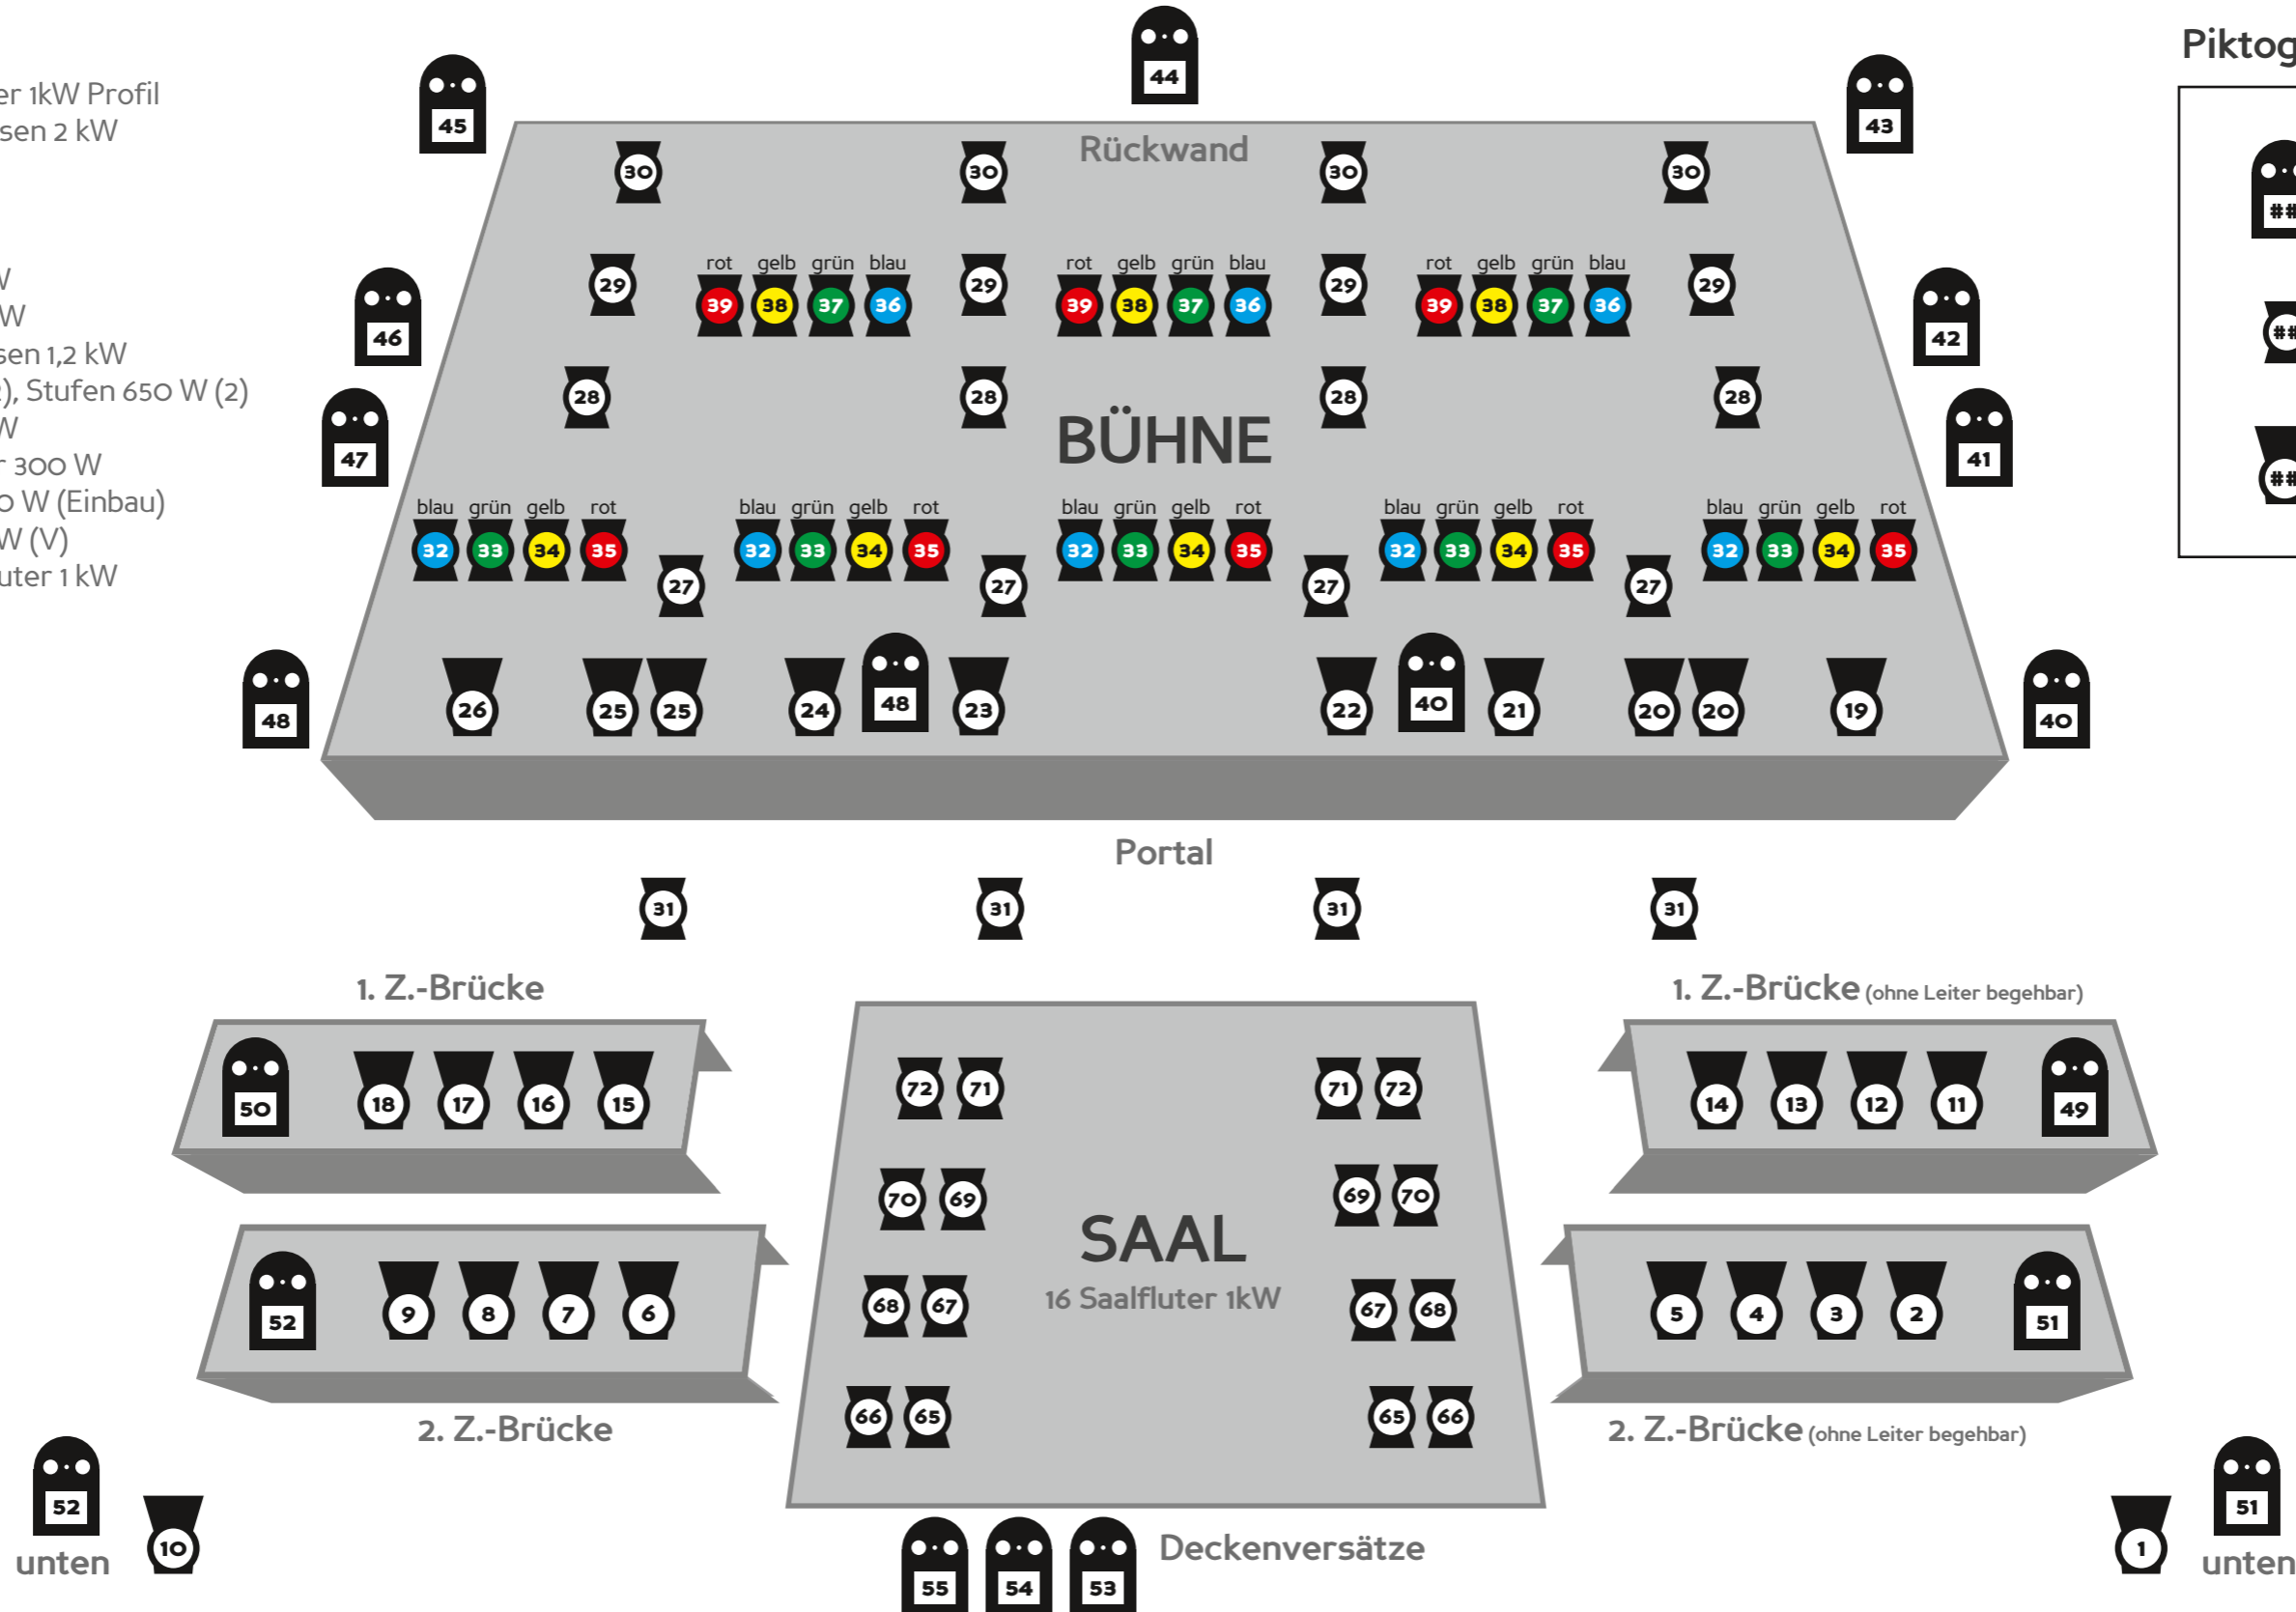 44
Piktog
45
43
er 1kW Profil
sen 2 kW
Rückwand
30 30 30 30
##
29 29 29 29
rot gelb grün blau rot gelb grün blau rot gelb grün blau
39 38 37 36 39 38 37 36 39 38 37 36
W
kW
46
42
##
sen 1,2 kW
2), Stufen 650 W (2)
28 28 28 28
BÜHNE
W
47
41
r 300 W
0 W (Einbau)
##
W (V)
uter 1 kW
blau grün gelb rot blau grün gelb rot blau grün gelb rot blau grün gelb rot blau grün gelb rot
32 33 34 35 32 33 34 35 32 33 34 35 32 33 34 35 32 33 34 35
27 27 27 27
48 26 25 25 24 48 23 22 40 21 20 20 19 40
Portal
31 31 31 31
1. Z.-Brücke
1. Z.-Brücke (ohne Leiter begehbar)
50 18 17 16 15
72 71 71 72
14 13 12 11 49
70 69 69 70
SAAL
16 Saalfluter 1kW
52 9 8 7 6
68 67 67 68
5 4 3 2 51
66 65 65 66
2. Z.-Brücke
2. Z.-Brücke (ohne Leiter begehbar)
52 10
unten
55 54 53
Deckenversätze
1 51
unten